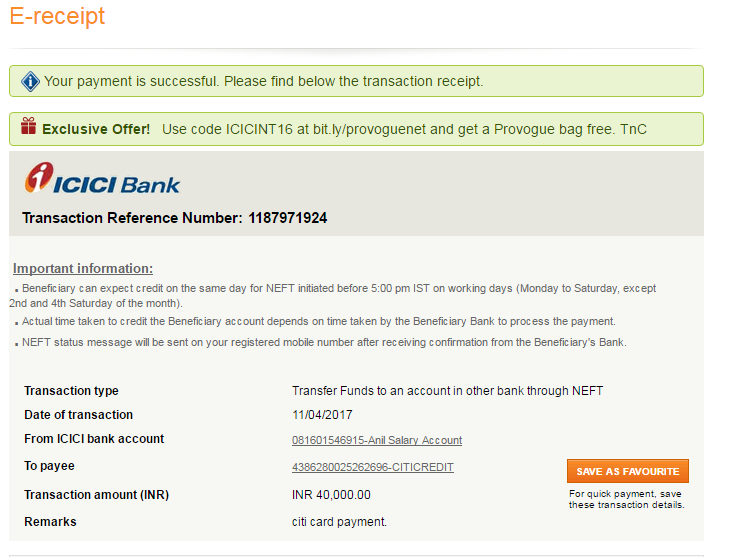 E-receipt
Your payment is successful. Please find below the transaction receipt.
Exclusive Offer! Use code ICICINT16 at bit.ly/provoguenet and get a Provogue bag free. TnC
ICICI Bank
Transaction Reference Number: 1187971924
Important information:
. Beneficiary can expect credit on the same day for NEFT initiated before 5:00 pm IST on working days (Monday to Saturday, except
2nd and 4th Saturday of the month).
. Actual time taken to credit the Beneficiary account depends on time taken by the Beneficiary Bank to process the payment.
. NEFT status message will be sent on your registered mobile number after receiving confirmation from the Beneficiary's Bank.
Transaction type Transfer Funds to an account in other bank through NEFT
Date of transaction 11/04/2017
From ICICI bank account 081601546915-Anil Salary Account
To payee 4386280025262696-CITICREDIT
SAVE AS FAVOURITE
Transaction amount (INR) INR 40,000.00
For quick payment, save
these transaction details.
Remarks citi card payment.